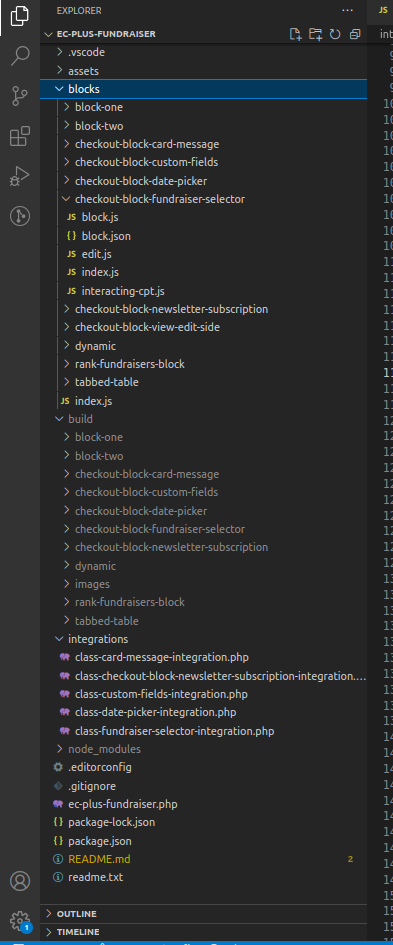 EXPLORER
JS
EC-PLUS-FUNDRAISER
int
.vscode
assets
blocks
block-one
block-two
checkout-block-card-message
checkout-block-custom-fields
checkout-block-date-picker
checkout-block-fundraiser-selector
JS block.js
{} block.json
JS edit.js
JS index.js
JS interacting-cpt.js
checkout-block-newsletter-subscription
checkout-block-view-edit-side
dynamic
rank-fundraisers-block
tabbed-table
JS index.js
build
block-one
block-two
checkout-block-card-message
checkout-block-custom-fields
checkout-block-date-picker
checkout-block-fundraiser-selector
checkout-block-newsletter-subscription
dynamic
images
rank-fundraisers-block
tabbed-table
integrations
class-card-message-integration.php
class-checkout-block-newsletter-subscription-integration....
class-custom-fields-integration.php
class-date-picker-integration.php
class-fundraiser-selector-integration.php
node_modules
.editorconfig
.gitignore
ec-plus-fundraiser.php
{} package-lock.json
{} package.json
README.md 2
readme.txt
OUTLINE
TIMELINE
1